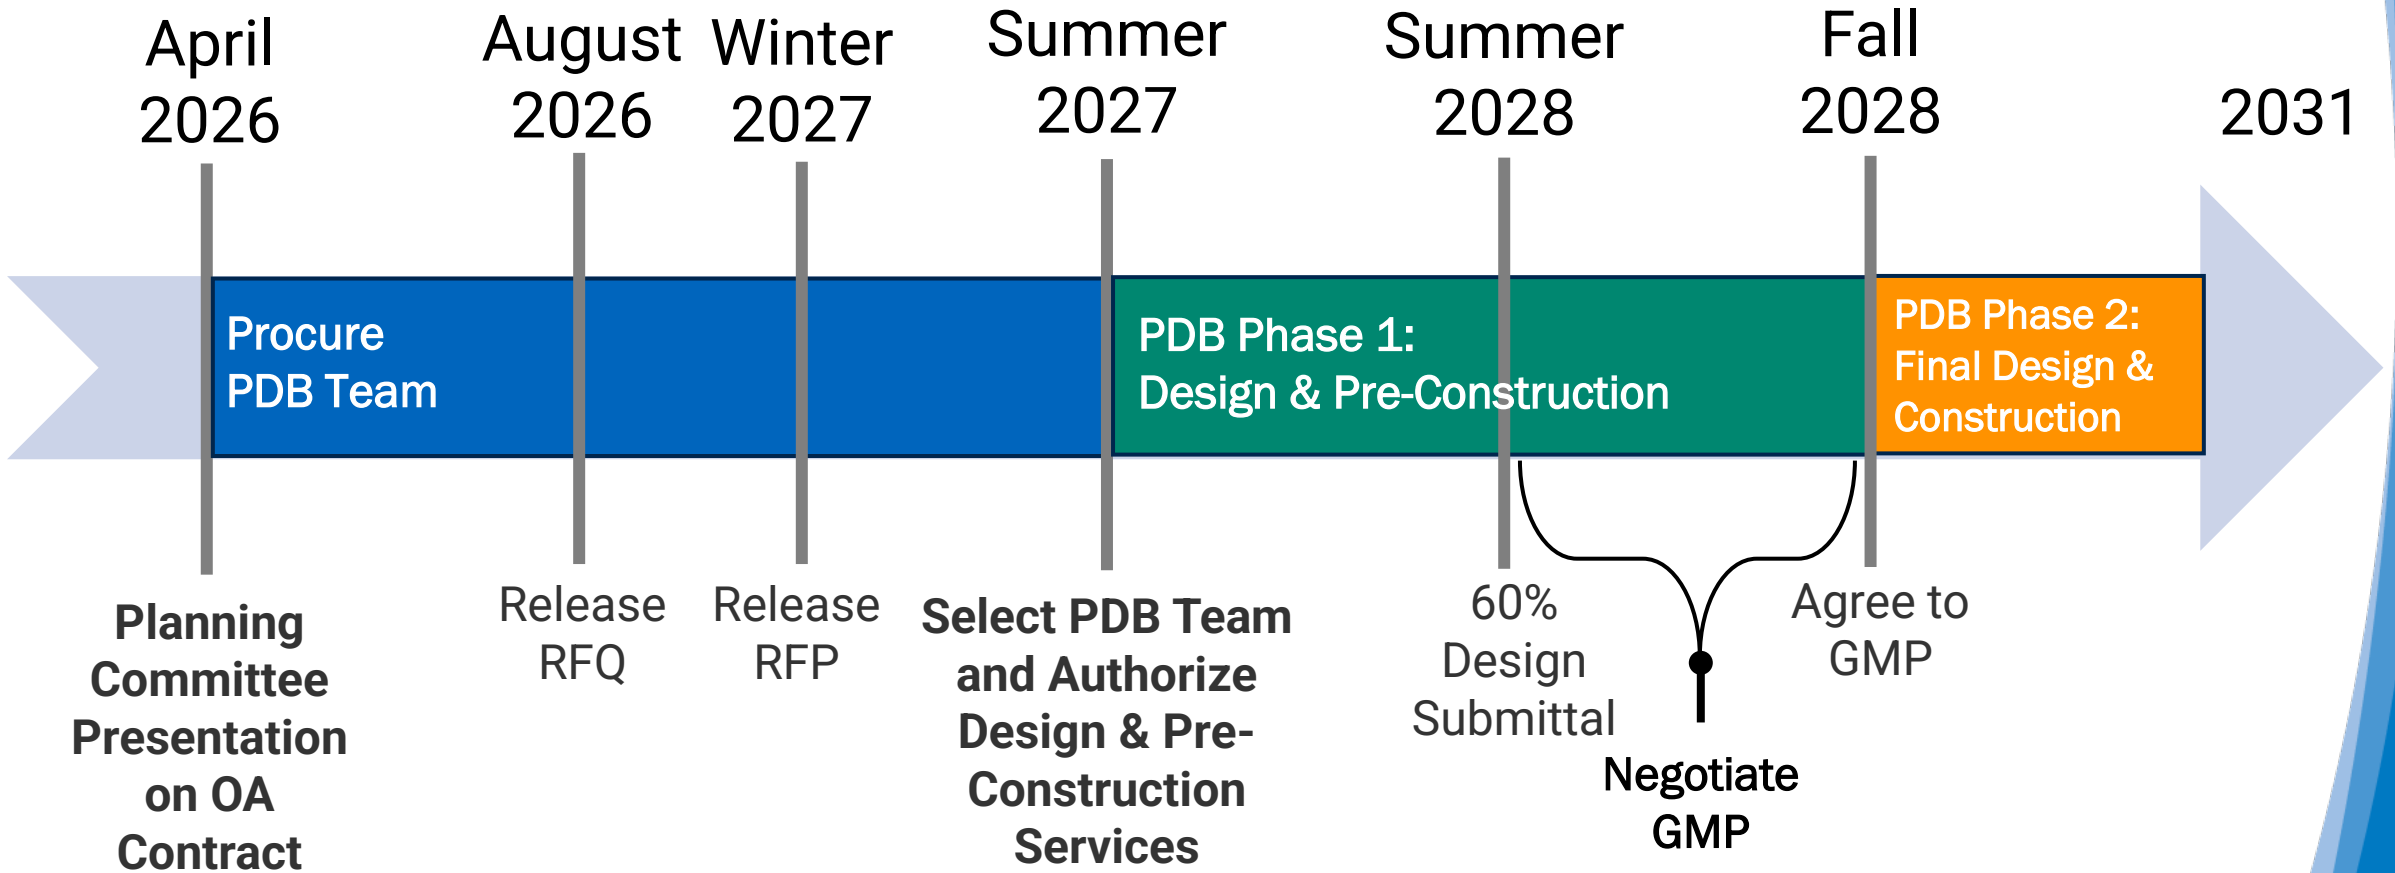 April
2026
August
2026
Winter
2027
Summer
2027
Summer
2028
Fall
2028
2031
Procure
PDB Team
PDB Phase 1:
Design & Pre-Construction
PDB Phase 2:
Final Design &
Construction
Planning
Committee
Presentation
on OA
Contract
Release
RFQ
Release
RFP
Select PDB Team
and Authorize
Design & Pre-
Construction
Services
60%
Design
Submittal
Negotiate
GMP
Agree to
GMP